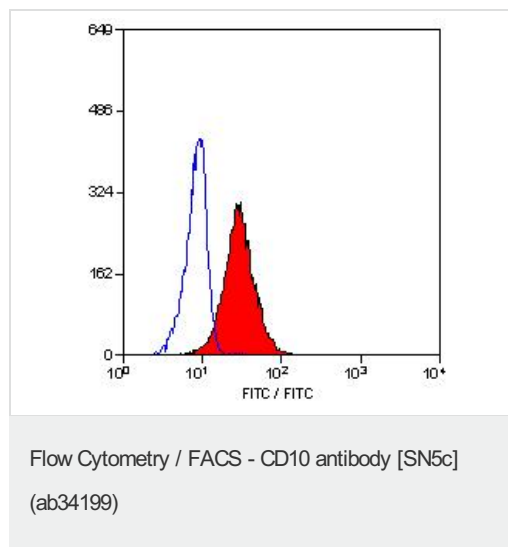 649
486
324
162
0
10⁰ 10¹ 10² 10³ 10⁴
FITC / FITC
Flow Cytometry / FACS - CD10 antibody [SN5c]
(ab34199)